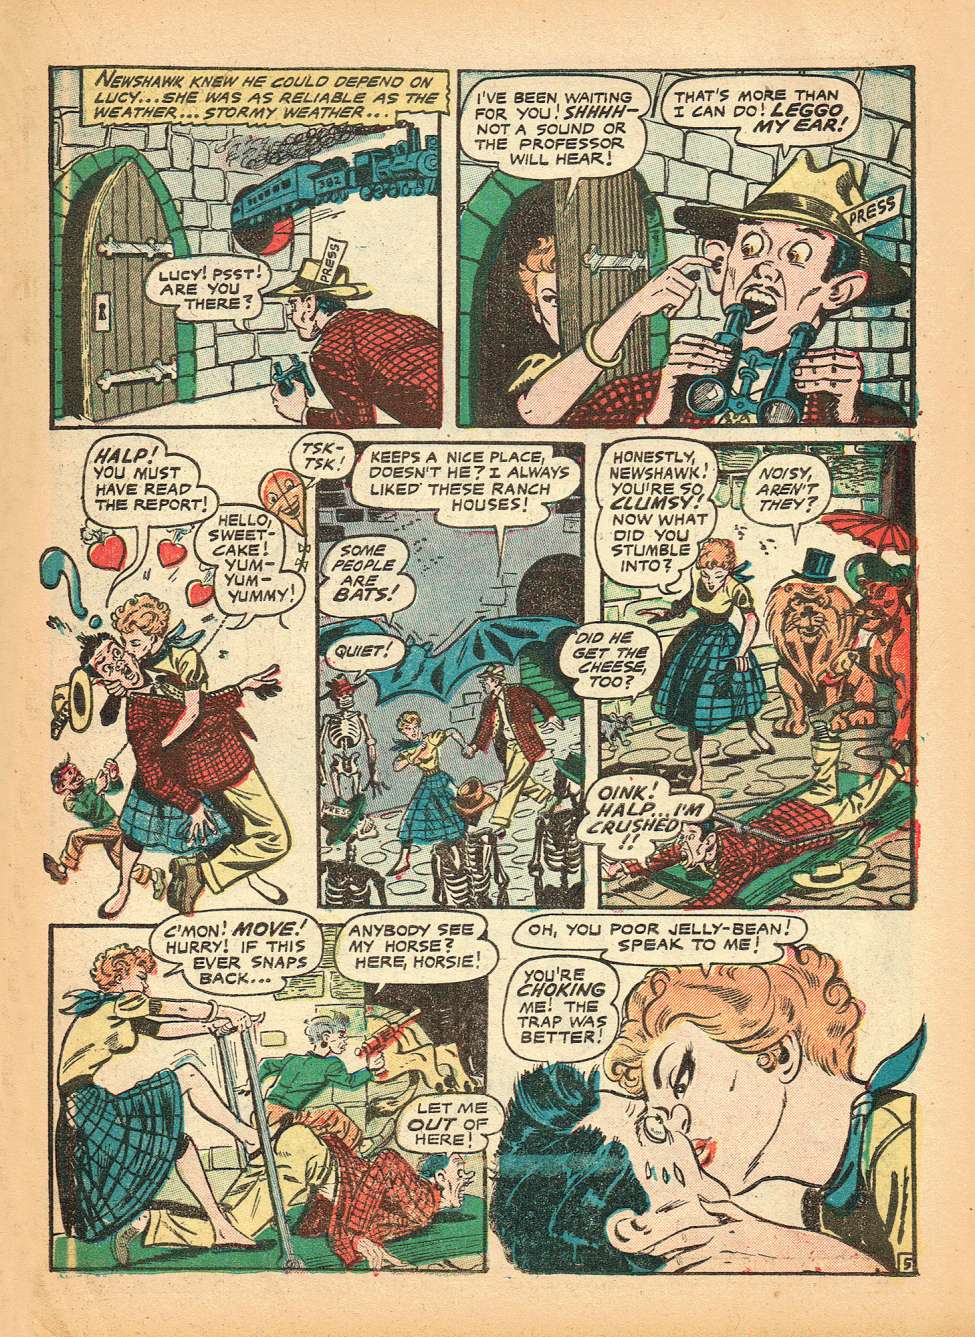 NEWSHAWK KNEW HE COULD DEPEND ON
LUCY...SHE WAS AS RELIABLE AS THE
WEATHER...STORMY WEATHER...
382
PRESS
LUCY! PSST!
ARE YOU
THERE?
I'VE BEEN WAITING
FOR YOU! SHHHH-
NOT A SOUND OR
THE PROFESSOR
WILL HEAR!
THAT'S MORE THAN
I CAN DO! LEGGO
MY EAR!
PRESS
HALP!
YOU MUST
HAVE READ
THE REPORT!
HELLO,
SWEET-
CAKE!
YUM-
YUM-
YUMMY!
TSK-
TSK!
?
KEEPS A NICE PLACE,
DOESN'T HE? I ALWAYS
LIKED THESE RANCH
HOUSES!
SOME
PEOPLE
ARE
BATS!
QUIET!
HONESTLY,
NEWSHAWK!
YOU'RE SO
CLUMSY! NOW WHAT
DID YOU
STUMBLE
INTO?
NOISY,
AREN'T
THEY?
DID HE
GET THE
CHEESE,
TOO?
OINK!
HALP...I'M
CRUSHED
!!
C'MON! MOVE!
HURRY! IF THIS
EVER SNAPS
BACK...
ANYBODY SEE
MY HORSE?
HERE, HORSIE!
LET ME
OUT OF
HERE!
OH, YOU POOR JELLY-BEAN!
SPEAK TO ME!
YOU'RE
CHOKING
ME! THE
TRAP WAS
BETTER!
5